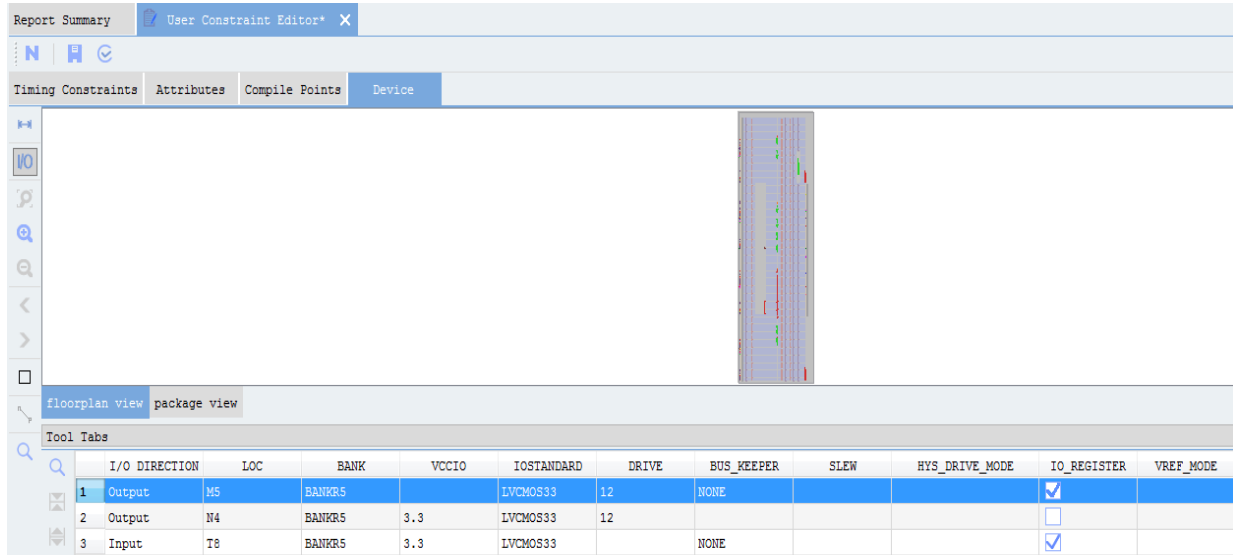 Report Summary User Constraint Editor* X
N
Timing Constraints Attributes Compile Points Device
I/O
floorplan view package view
Tool Tabs
I/O DIRECTION LOC BANK VCCIO IOSTANDARD DRIVE BUS_KEEPER SLEW HYS_DRIVE_MODE IO_REGISTER VREF_MODE
1 Output M5 BANKR5 LVCMOS33 12 NONE
2 Output N4 BANKR5 3.3 LVCMOS33 12
3 Input T8 BANKR5 3.3 LVCMOS33 NONE